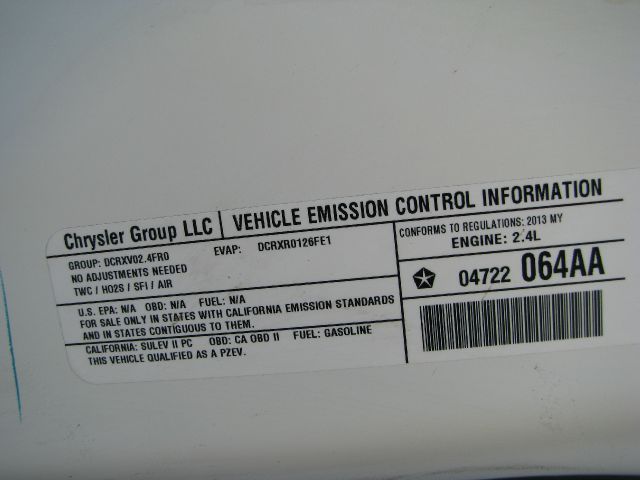 Chrysler Group LLC
VEHICLE EMISSION CONTROL INFORMATION
GROUP: DCRXV02.4FR0 EVAP: DCRXR0126FE1
NO ADJUSTMENTS NEEDED
TWC / HO2S / SFI / AIR
CONFORMS TO REGULATIONS: 2013 MY
ENGINE: 2.4L
04722 064AA
U.S. EPA: N/A OBD: N/A FUEL: N/A
FOR SALE ONLY IN STATES WITH CALIFORNIA EMISSION STANDARDS
AND IN STATES CONTIGUOUS TO THEM.
CALIFORNIA: SULEV II PC OBD: CA OBD II FUEL: GASOLINE
THIS VEHICLE QUALIFIED AS A PZEV.